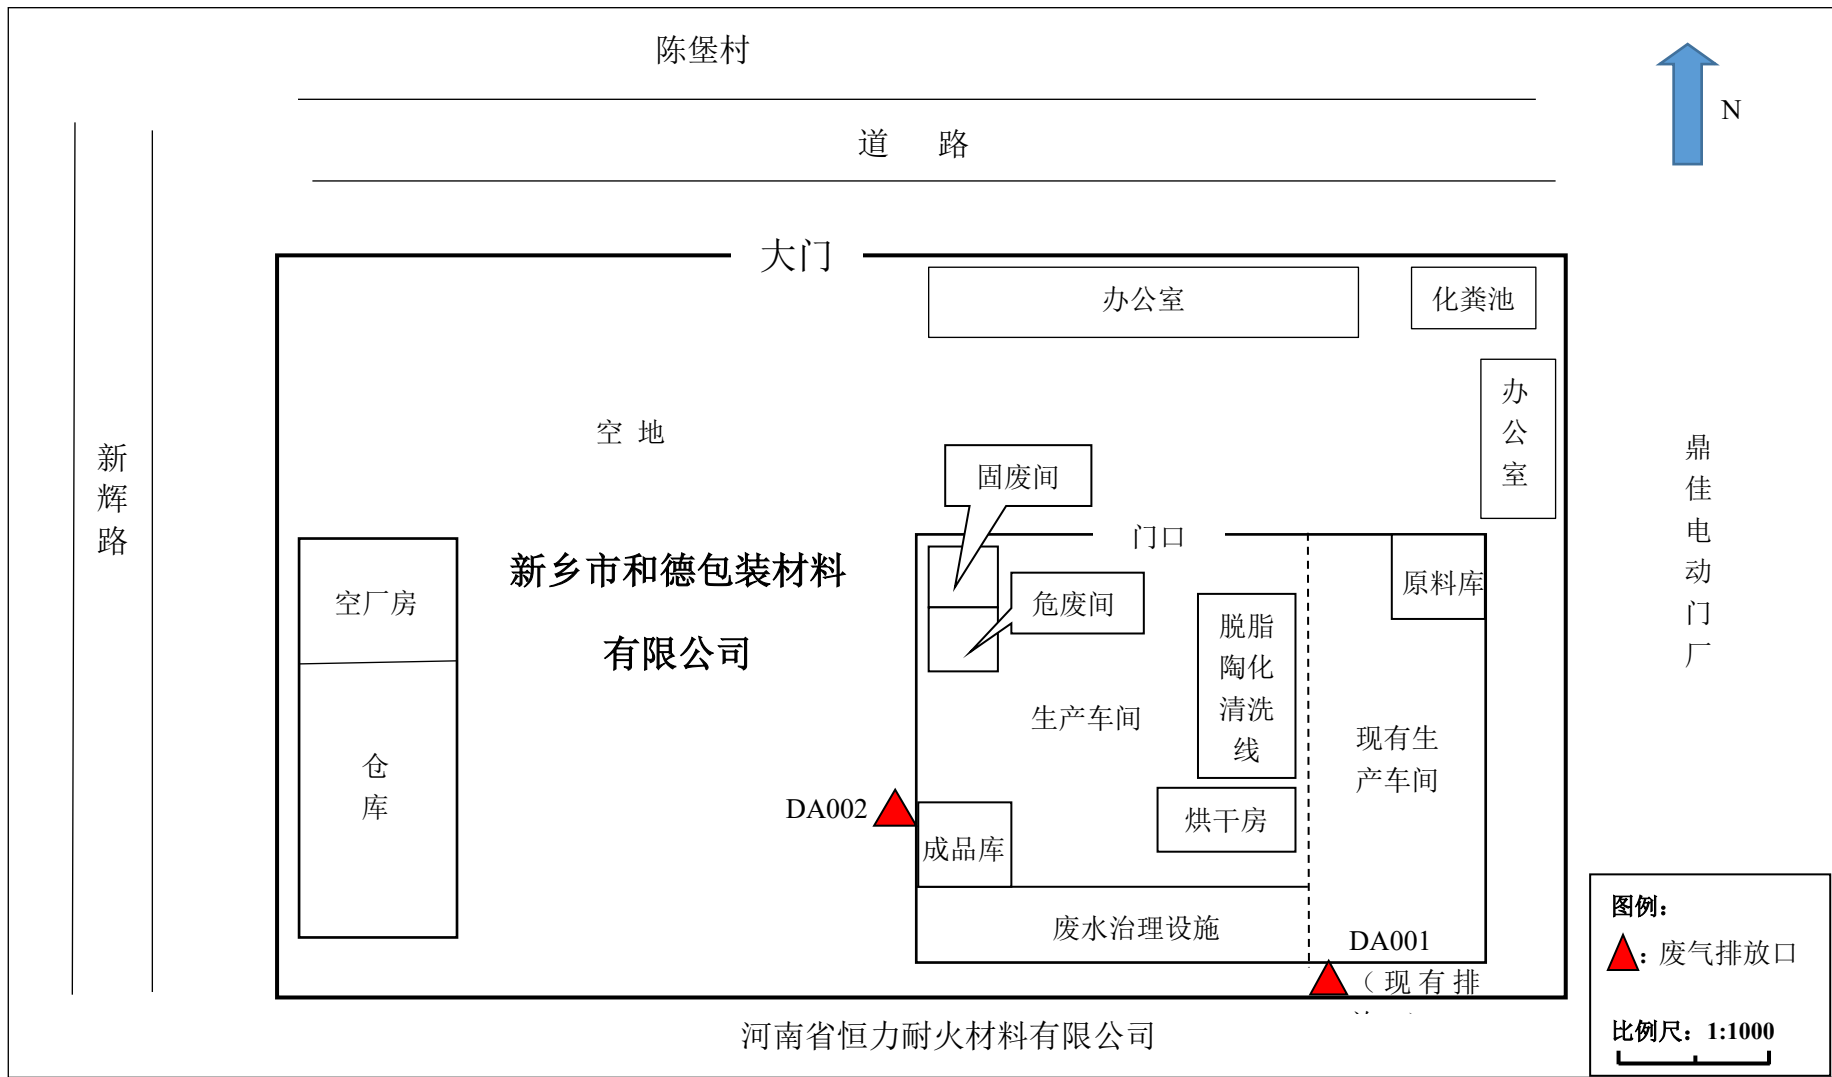 陈堡村
N
道 路
大门
办公室
化粪池
办
公
室
空 地
新
辉
路
鼎
佳
电
动
门
厂
固废间
门口
新乡市和德包装材料
有限公司
空厂房
危废间
原料库
脱脂
陶化
清洗
线
生产车间
现有生
产车间
仓
库
DA002
烘干房
成品库
废水治理设施
DA001
（现有排
河南省恒力耐火材料有限公司
图例：
：废气排放口
比例尺：1:1000